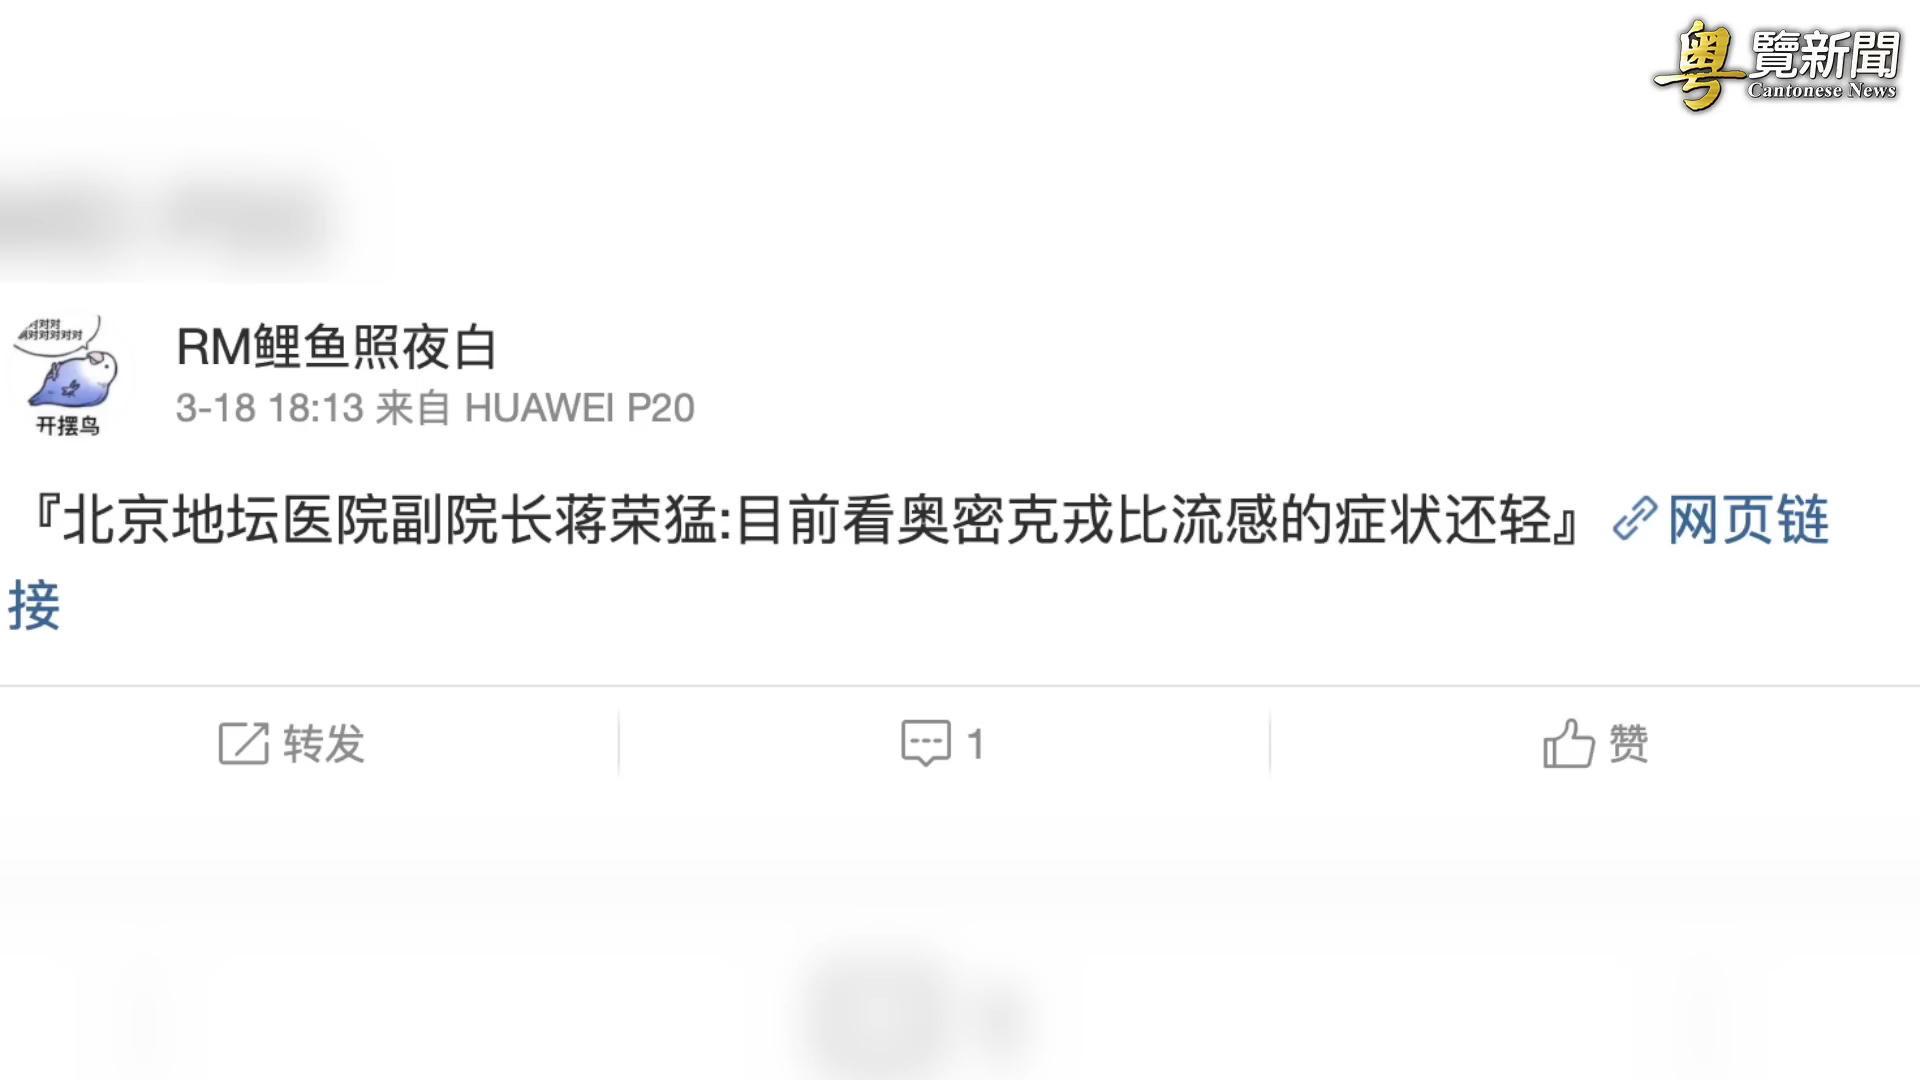 粤覽新聞
Cantonese News
对对对
对对对对对
开摆鸟
RM鲤鱼照夜白
3-18 18:13 来自 HUAWEI P20
『北京地坛医院副院长蒋荣猛:目前看奥密克戎比流感的症状还轻』 网页链
接
转发
1
赞